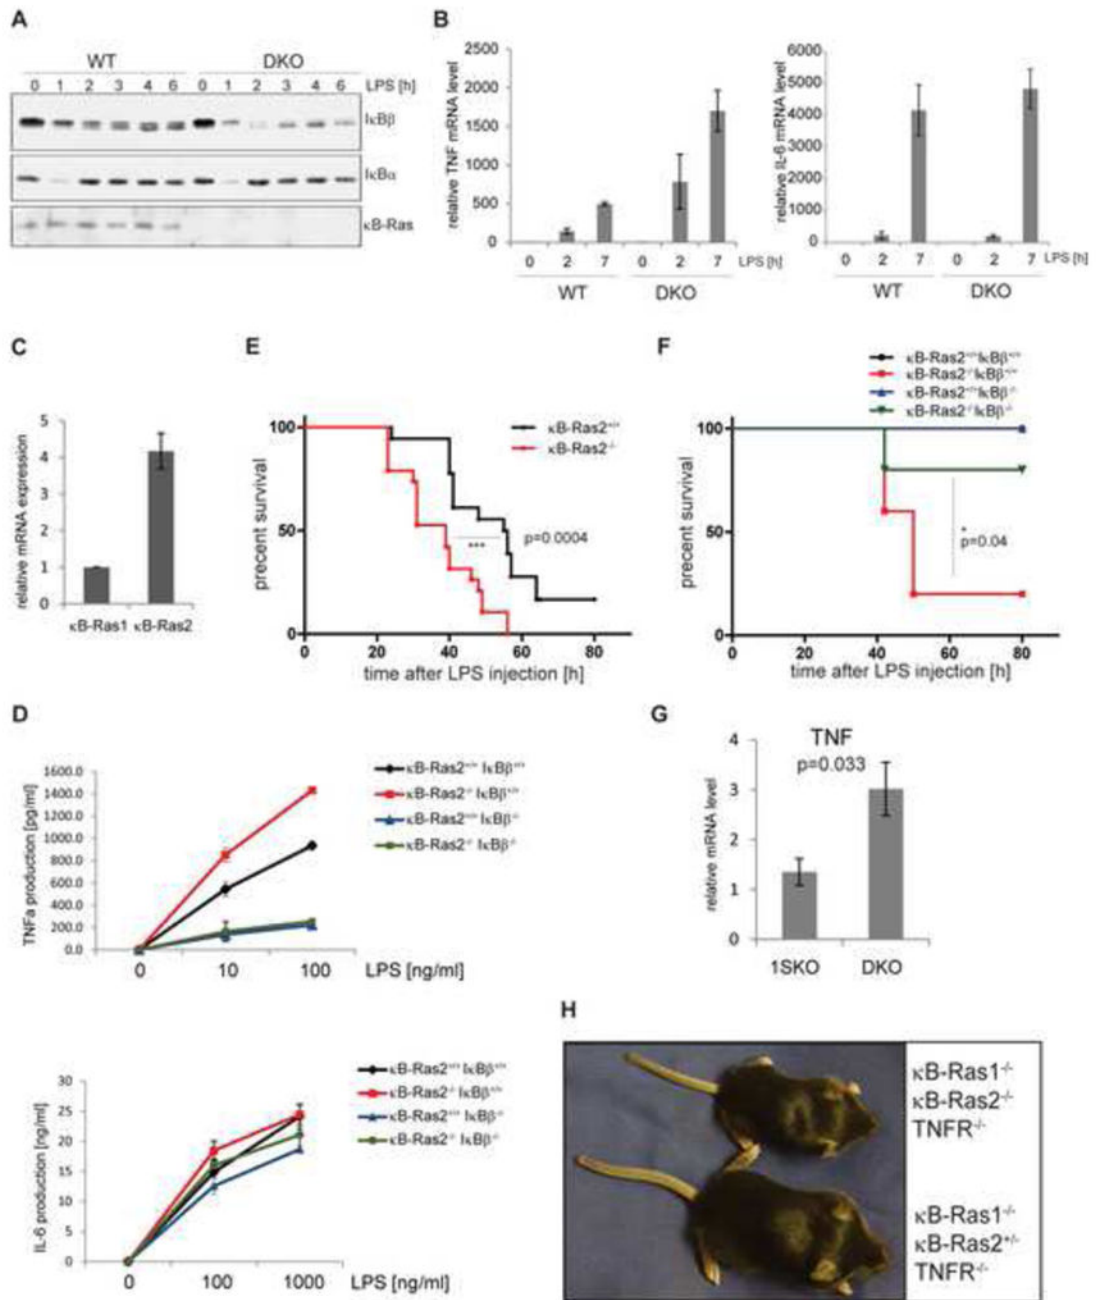 A
WT DKO
0 1 2 3 4 6 0 1 2 3 4 6 LPS [h]
IκBβ
IκBα
κB-Ras
B
relative TNF mRNA level
2500
2000
1500
1000
500
0
0 2 7 0 2 7 LPS [h]
WT DKO
relative IL-6 mRNA level
6000
5000
4000
3000
2000
1000
0
0 2 7 0 2 7 LPS [h]
WT DKO
C
relative mRNA expression
5
4
3
2
1
0
κB-Ras1 κB-Ras2
E
precent survival
100
50
0
0 20 40 60 80
time after LPS injection [h]
κB-Ras2⁺/⁺
κB-Ras2⁻/⁻
***
p=0.0004
F
κB-Ras2⁺/⁺IκBβ⁺/⁺
κB-Ras2⁻/⁻IκBβ⁺/⁺
κB-Ras2⁺/⁺IκBβ⁻/⁻
κB-Ras2⁻/⁻IκBβ⁻/⁻
precent survival
100
50
0
0 20 40 60 80
time after LPS injection [h]
*
p=0.04
D
TNFa production [pg/ml]
1600.0
1400.0
1200.0
1000.0
800.0
600.0
400.0
200.0
0.0
0 10 100 LPS [ng/ml]
κB-Ras2⁺/⁺ IκBβ⁺/⁺
κB-Ras2⁻/⁻ IκBβ⁺/⁺
κB-Ras2⁺/⁺ IκBβ⁻/⁻
κB-Ras2⁻/⁻ IκBβ⁻/⁻
IL-6 production [ng/ml]
30
25
20
15
10
5
0
0 100 1000 LPS [ng/ml]
κB-Ras2⁺/⁺ IκBβ⁺/⁺
κB-Ras2⁻/⁻ IκBβ⁺/⁺
κB-Ras2⁺/⁺ IκBβ⁻/⁻
κB-Ras2⁻/⁻ IκBβ⁻/⁻
G
TNF
p=0.033
relative mRNA level
4
3
2
1
0
1SKO DKO
H
κB-Ras1⁻/⁻
κB-Ras2⁻/⁻
TNFR⁻/⁻
κB-Ras1⁻/⁻
κB-Ras2⁺/⁻
TNFR⁻/⁻